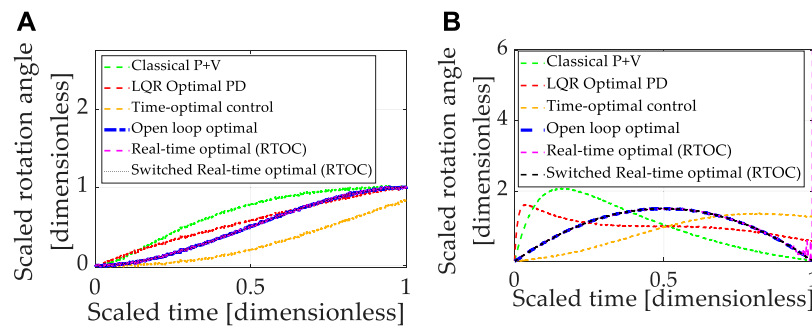 A
Scaled rotation angle
[dimensionless]
2
1
0
Classical P+V
LQR Optimal PD
Time-optimal control
Open loop optimal
Real-time optimal (RTOC)
Switched Real-time optimal (RTOC)
0
0.5
1
Scaled time [dimensionless]
B
Scaled rotation angle
[dimensionless]
6
4
2
Classical P+V
LQR Optimal PD
Time-optimal control
Open loop optimal
Real-time optimal (RTOC)
Switched Real-time optimal (RTOC)
0
0.5
Scaled time [dimensionless]